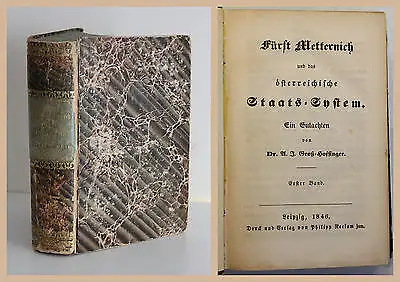 Fürst Metternich
und das
österreichische
Staats-System.
Ein Gutachten
von
Dr. A. J. Groß-Hoffinger.
Erster Band.
Leipzig, 1846.
Druck und Verlag von Philipp Reclam jun.